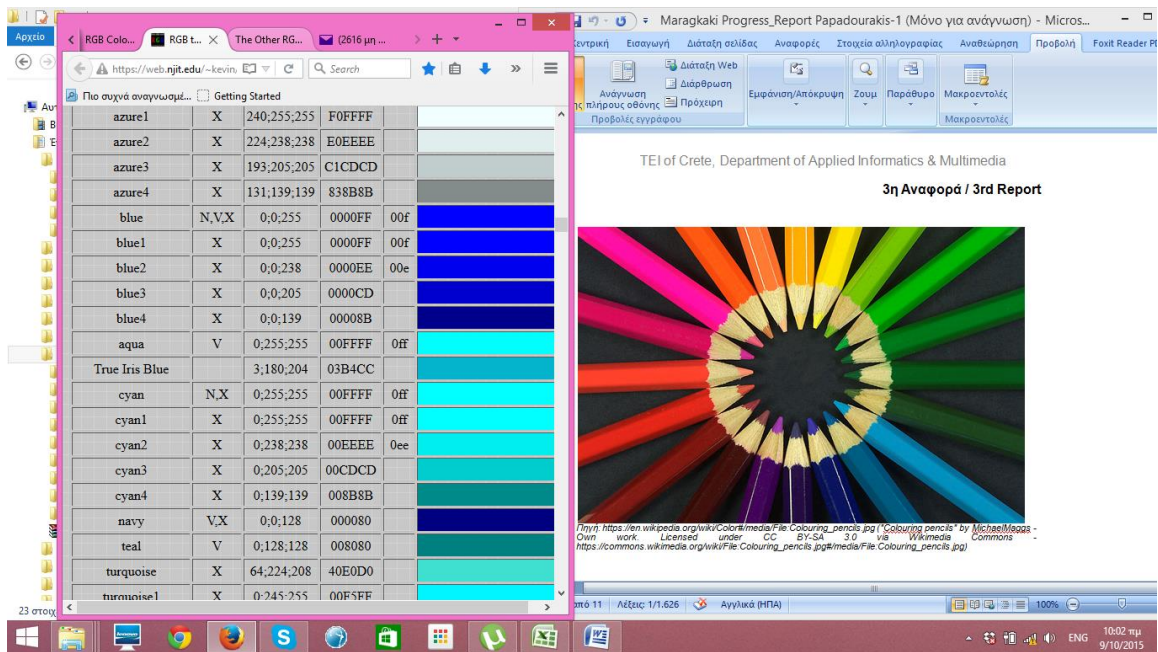 Αρχείο
RGB Colo...
RGB t...
The Other RG...
(2616 μη ...
https://web.njit.edu/~kevin,
Search
Πιο συχνά αναγνωσμέ...
Getting Started
azure1 X 240;255;255 F0FFFF
azure2 X 224;238;238 E0EEEE
azure3 X 193;205;205 C1CDCD
azure4 X 131;139;139 838B8B
blue N,V,X 0;0;255 0000FF 00f
blue1 X 0;0;255 0000FF 00f
blue2 X 0;0;238 0000EE 00e
blue3 X 0;0;205 0000CD
blue4 X 0;0;139 00008B
aqua V 0;255;255 00FFFF 0ff
True Iris Blue 3;180;204 03B4CC
cyan N,X 0;255;255 00FFFF 0ff
cyan1 X 0;255;255 00FFFF 0ff
cyan2 X 0;238;238 00EEEE 0ee
cyan3 X 0;205;205 00CDCD
cyan4 X 0;139;139 008B8B
navy V,X 0;0;128 000080
teal V 0;128;128 008080
turquoise X 64;224;208 40E0D0
turquoise1 X 0;245;255 00F5FF
23 στοιχ
Maragkaki Progress_Report Papadourakis-1 (Μόνο για ανάγνωση) - Micros...
εντρική Εισαγωγή Διάταξη σελίδας Αναφορές Στοιχεία αλληλογραφίας Αναθεώρηση Προβολή Foxit Reader PD
Ανάγνωση
ης πλήρους οθόνης
Διάταξη Web
Διάρθρωση
Πρόχειρη
Προβολές εγγράφου
Εμφάνιση/Απόκρυψη
Ζουμ
Παράθυρο
Μακροεντολές
Μακροεντολές
TEI of Crete, Department of Applied Informatics & Multimedia
3η Αναφορά / 3rd Report
Πηγή: https://en.wikipedia.org/wiki/Color#/media/File:Colouring_pencils.jpg ("Colouring pencils" by MichaelMaggs -
Own work. Licensed under CC BY-SA 3.0 via Wikimedia Commons -
https://commons.wikimedia.org/wiki/File:Colouring_pencils.jpg#/media/File:Colouring_pencils.jpg)
από 11 Λέξεις: 1/1.626 Αγγλικά (ΗΠΑ) 100%
ENG
10:02 πμ
9/10/2015